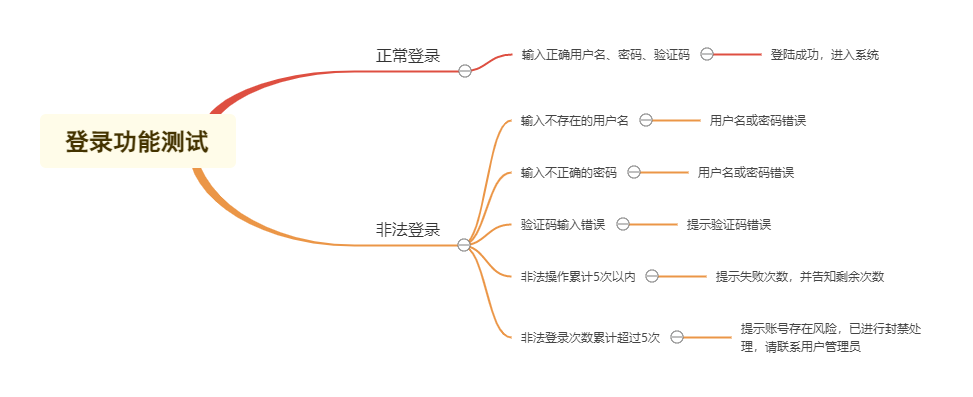 登录功能测试
正常登录
输入正确用户名、密码、验证码
登陆成功，进入系统
非法登录
输入不存在的用户名
用户名或密码错误
输入不正确的密码
用户名或密码错误
验证码输入错误
提示验证码错误
非法操作累计5次以内
提示失败次数，并告知剩余次数
非法登录次数累计超过5次
提示账号存在风险，已进行封禁处
理，请联系用户管理员